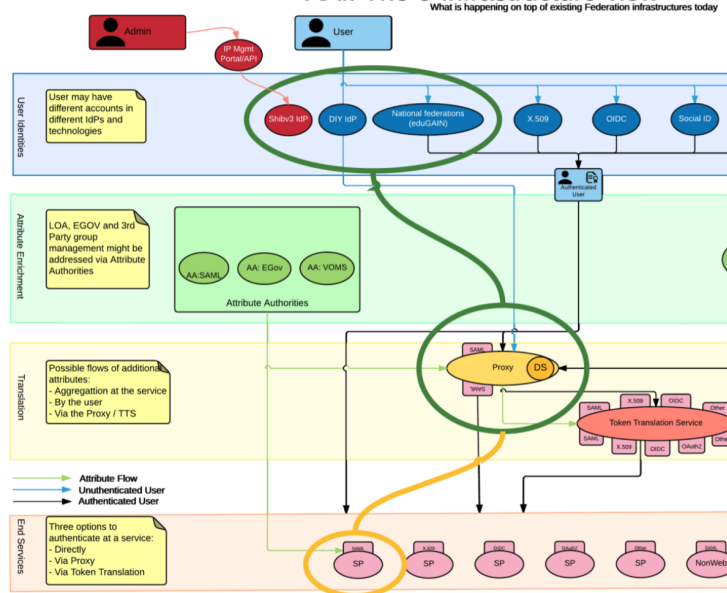 What is happening on top of existing Federation infrastructures today
Admin
User
IP Mgmt
Portal/API
User Identities
User may have
different accounts in
different IdPs and
technologies
Shibv3 IdP
DIY IdP
National federations
(eduGAIN)
X.509
OIDC
Social ID
Authenticated
User
Attribute Enrichment
LOA, EGOV and 3rd
Party group
management might be
addressed via Attribute
Authorities
AA:SAML
AA: EGov
AA: VOMS
Attribute Authorities
Translation
Possible flows of additional
attributes:
- Aggregattion at the service
- By the user
- Via the Proxy / TTS
SAML
Proxy
DS
SAML
SAML
X.509
OIDC
Other
Token Translation Service
SAML
X.509
OIDC
OAuth2
Othe
Attribute Flow
Unuthenticated User
Authenticated User
End Services
Three options to
authenticate at a service:
- Directly
- Via Proxy
- Via Token Translation
SAML
SP
X.509
SP
OIDC
SP
OAuth2
SP
Other
SP
SAML
NonWeb